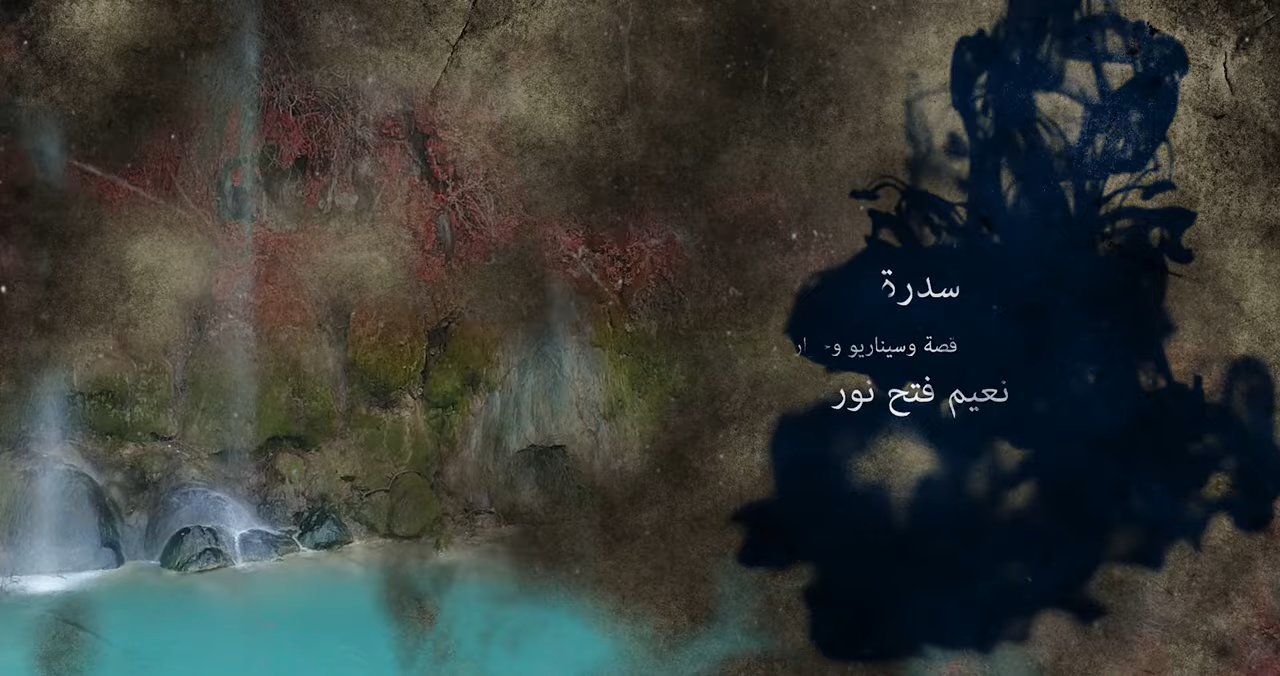 سدرة
قصة وسيناريو
نعيم فتح نور